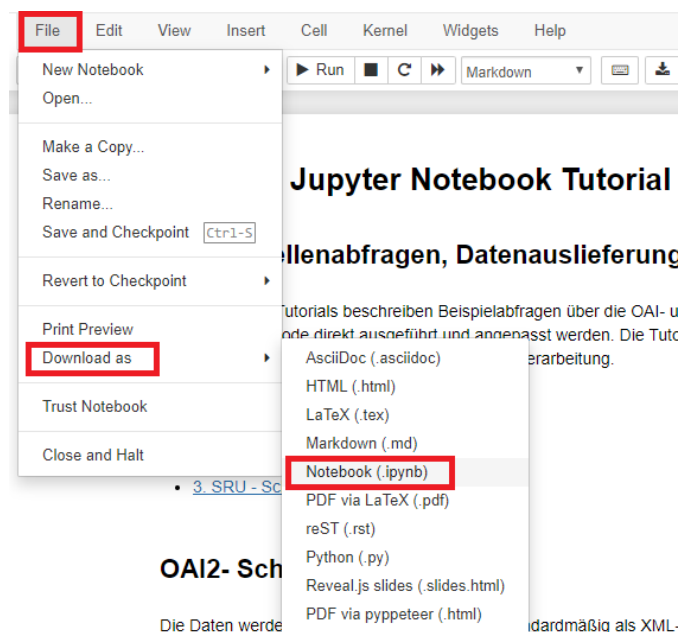 File Edit View Insert Cell Kernel Widgets Help
New Notebook
Run
Markdown
Open...
Make a Copy...
Save as...
Rename...
Save and Checkpoint Ctrl-S
Revert to Checkpoint
Print Preview
Download as
Trust Notebook
Close and Halt
AsciiDoc (.asciidoc)
HTML (.html)
LaTeX (.tex)
Markdown (.md)
Notebook (.ipynb)
PDF via LaTeX (.pdf)
reST (.rst)
Python (.py)
Reveal.js slides (.slides.html)
PDF via pyppeteer (.html)
Jupyter Notebook Tutorial
llenabfragen, Datenauslieferung
Tutorials beschreiben Beispielabfragen über die OAI- u
ode direkt ausgeführt und angepasst werden. Die Tuto
erarbeitung.
3. SRU - Sc
OAI2- Sch
Die Daten werde
dardmäßig als XML-